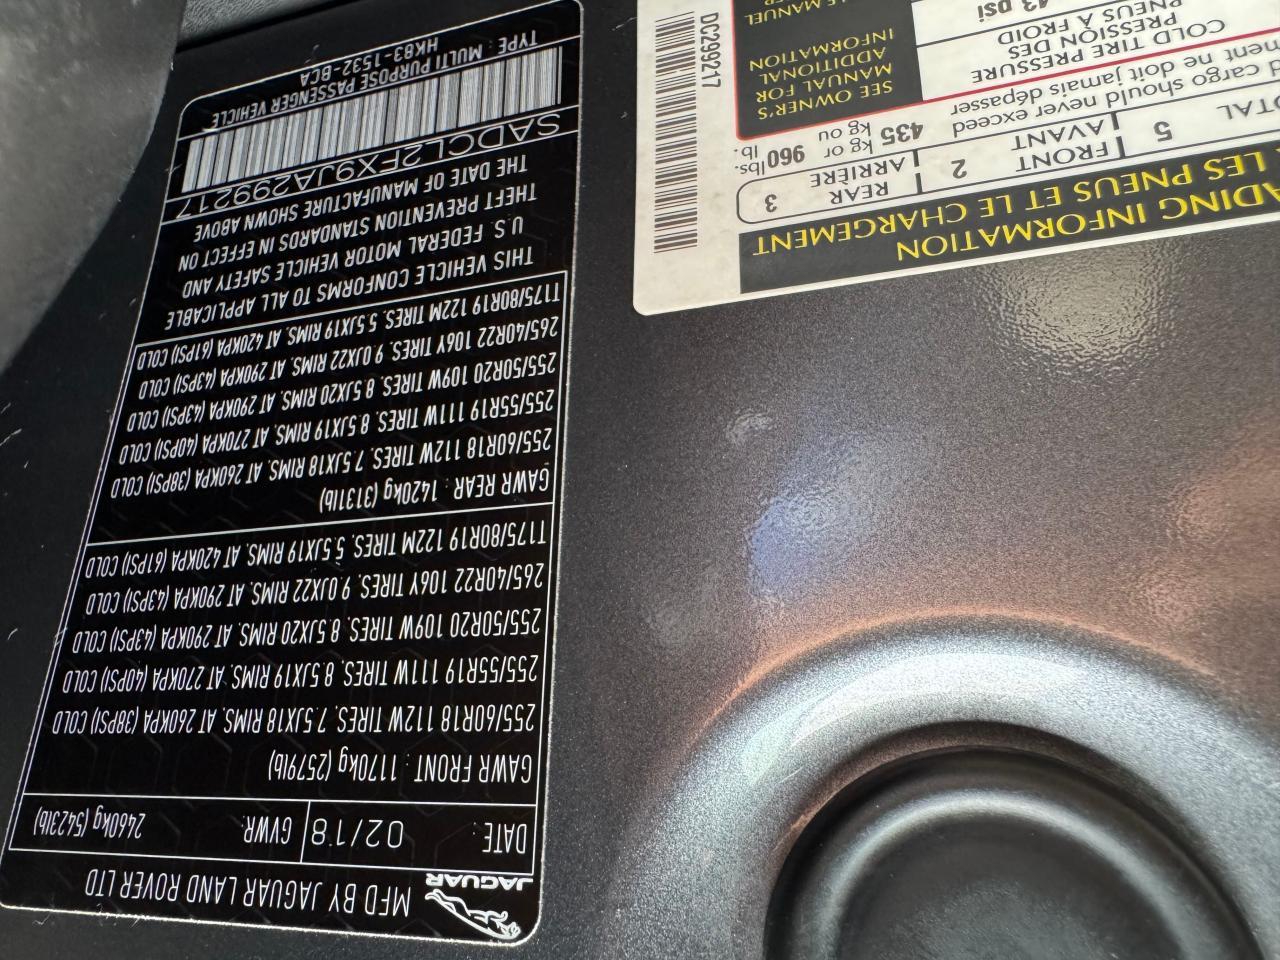 JAGUAR
MFD BY JAGUAR LAND ROVER LTD
DATE: 02/18 GVWR: 2460kg (5423lb)
GAWR FRONT : 1170kg (2579lb)
255/60R18 112W TIRES, 7.5JX18 RIMS, AT 260KPA (38PSI) COLD
255/55R19 111W TIRES, 8.5JX19 RIMS, AT 270KPA (40PSI) COLD
255/50R20 109W TIRES, 8.5JX20 RIMS, AT 290KPA (43PSI) COLD
265/40R22 106Y TIRES, 9.0JX22 RIMS, AT 290KPA (43PSI) COLD
T175/80R19 122M TIRES, 5.5JX19 RIMS, AT 420KPA (61PSI) COLD
GAWR REAR : 1420kg (3131lb)
255/60R18 112W TIRES, 7.5JX18 RIMS, AT 260KPA (38PSI) COLD
255/55R19 111W TIRES, 8.5JX19 RIMS, AT 270KPA (40PSI) COLD
255/50R20 109W TIRES, 8.5JX20 RIMS, AT 290KPA (43PSI) COLD
265/40R22 106Y TIRES, 9.0JX22 RIMS, AT 290KPA (43PSI) COLD
T175/80R19 122M TIRES, 5.5JX19 RIMS, AT 420KPA (61PSI) COLD
THIS VEHICLE CONFORMS TO ALL APPLICABLE
U.S. FEDERAL MOTOR VEHICLE SAFETY AND
THEFT PREVENTION STANDARDS IN EFFECT ON
THE DATE OF MANUFACTURE SHOWN ABOVE
SADCL2FX9JA299217
TYPE: MULTI PURPOSE PASSENGER VEHICLE
HK83-1532-BCA
ADING INFORMATION
LES PNEUS ET LE CHARGEMENT
OTAL 5 FRONT AVANT 2 REAR ARRIÈRE 3
d cargo should never exceed
ent ne doit jamais dépasser
435 kg or kg ou 960 lbs. lb
COLD TIRE PRESSURE
PRESSION DES
PNEUS À FROID
43 PSI
SEE OWNER'S
MANUAL FOR
ADDITIONAL
INFORMATION
LE MANUEL
DC299217